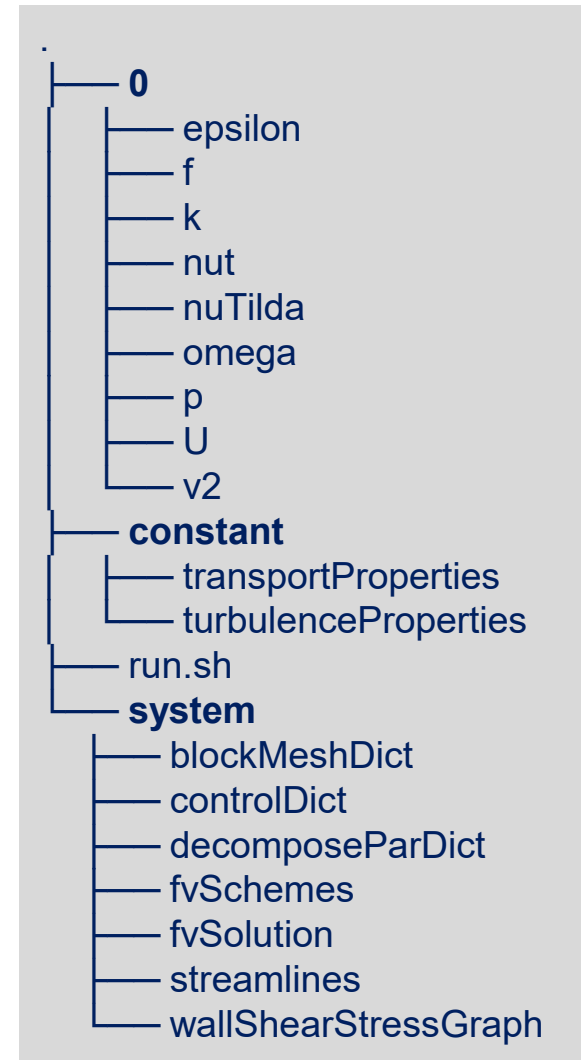 .
├── 0
│   ├── epsilon
│   ├── f
│   ├── k
│   ├── nut
│   ├── nuTilda
│   ├── omega
│   ├── p
│   ├── U
│   └── v2
├── constant
│   ├── transportProperties
│   └── turbulenceProperties
├── run.sh
└── system
    ├── blockMeshDict
    ├── controlDict
    ├── decomposeParDict
    ├── fvSchemes
    ├── fvSolution
    ├── streamlines
    └── wallShearStressGraph